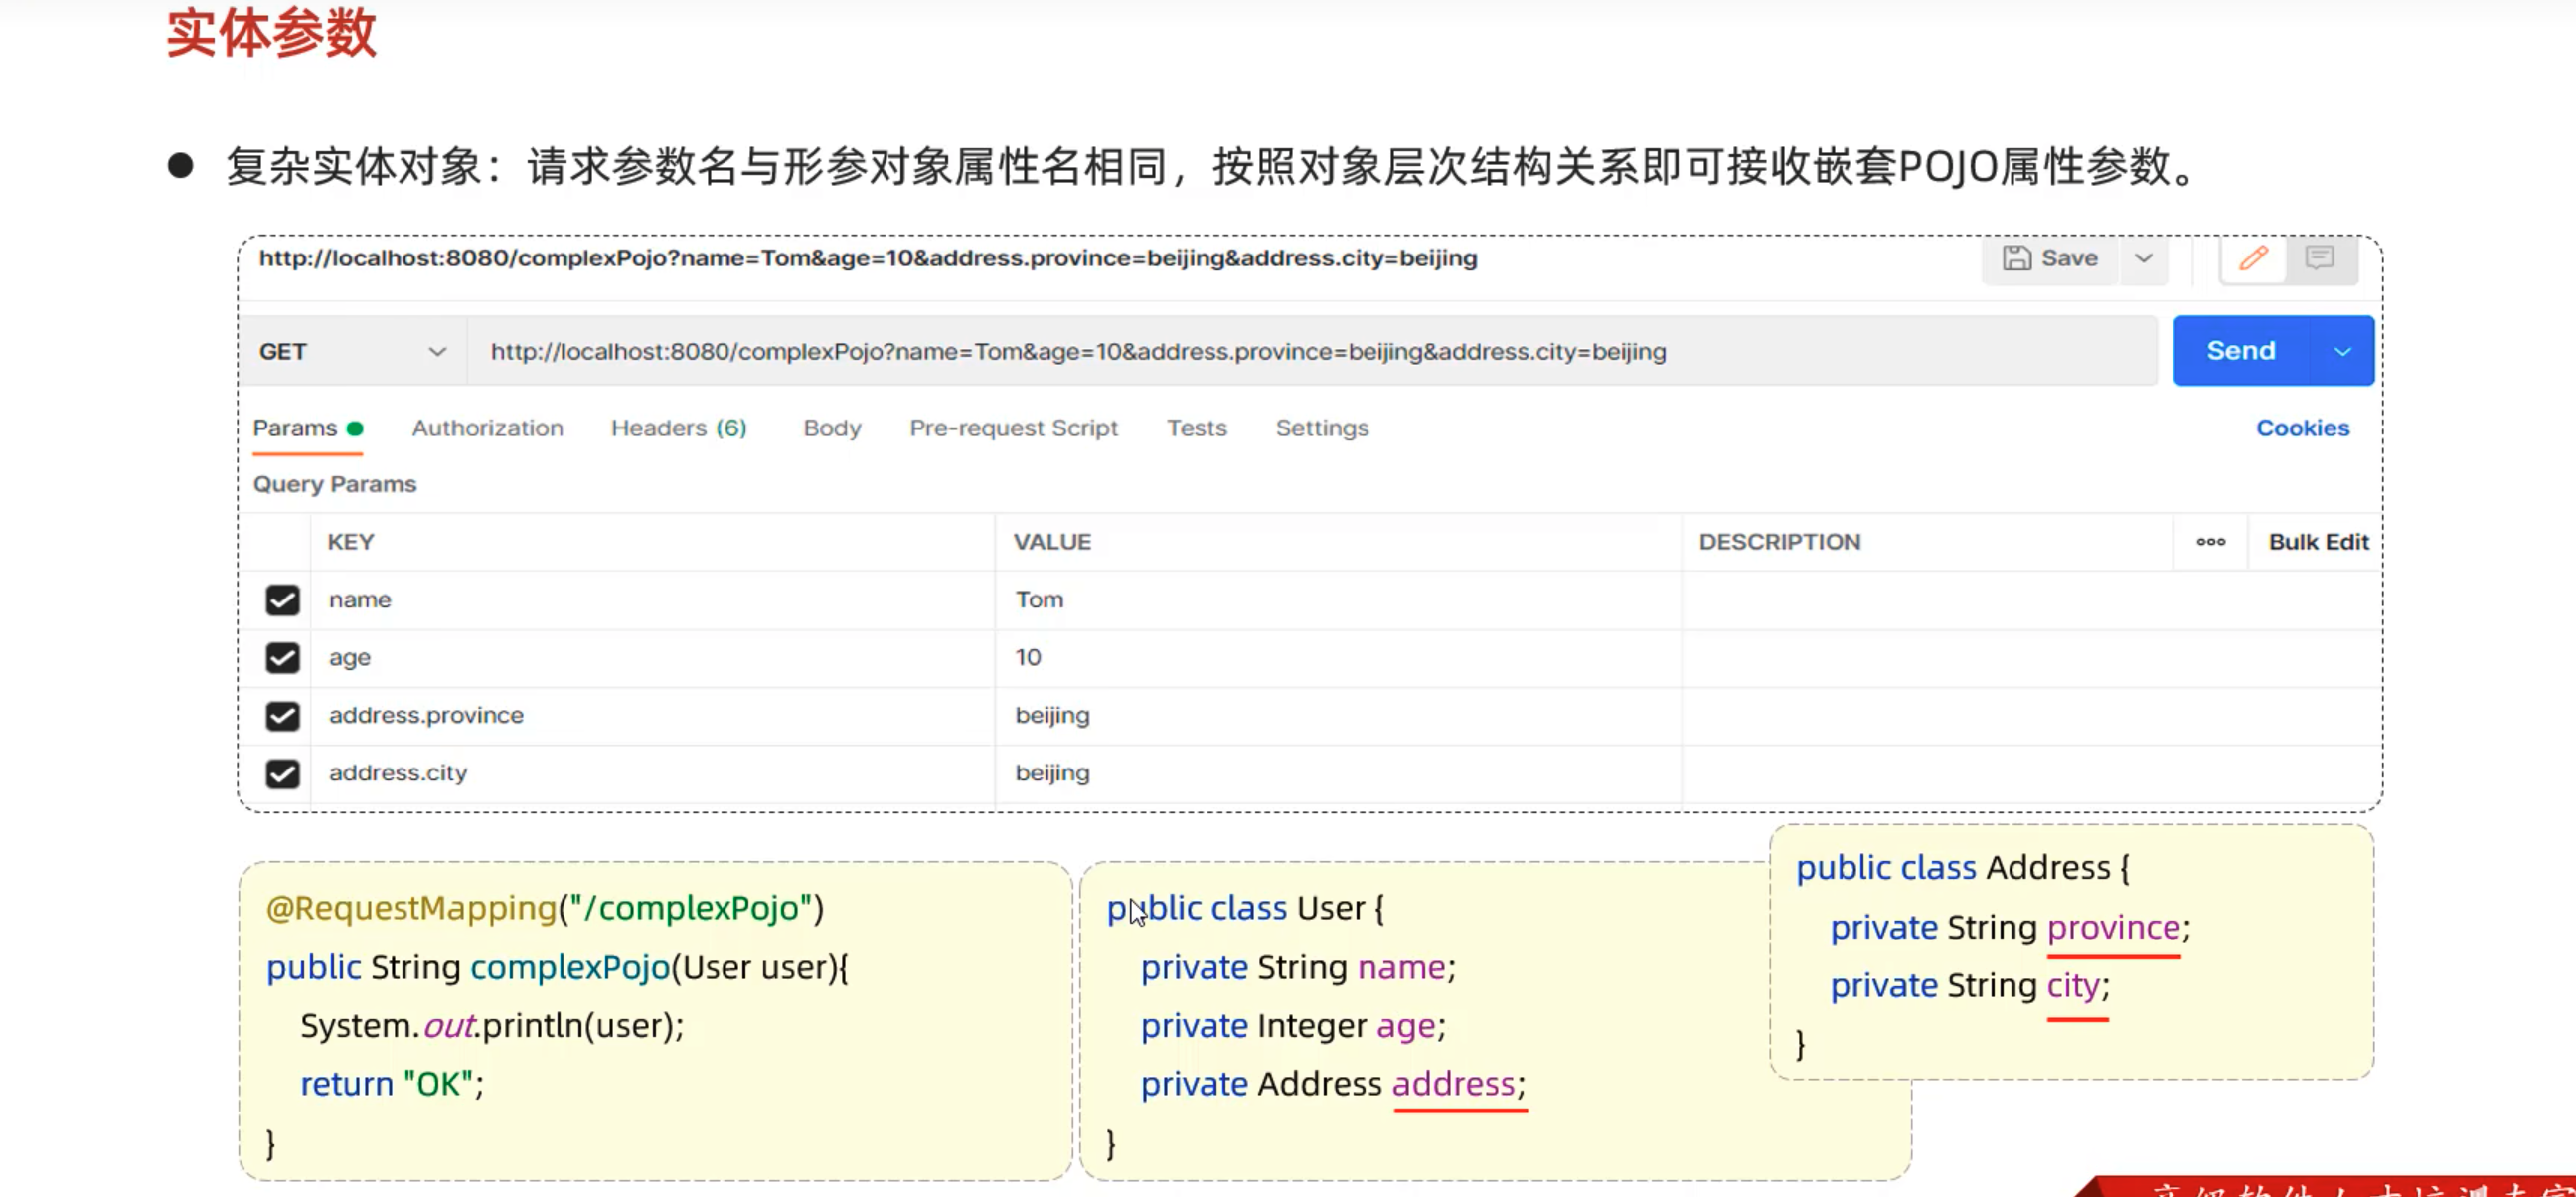 实体参数
● 复杂实体对象：请求参数名与形参对象属性名相同，按照对象层次结构关系即可接收嵌套POJO属性参数。
http://localhost:8080/complexPojo?name=Tom&age=10&address.province=beijing&address.city=beijing Save
GET http://localhost:8080/complexPojo?name=Tom&age=10&address.province=beijing&address.city=beijing Send
Params Authorization Headers (6) Body Pre-request Script Tests Settings Cookies
Query Params
KEY VALUE DESCRIPTION ooo Bulk Edit
name Tom
age 10
address.province beijing
address.city beijing
@RequestMapping("/complexPojo")
public String complexPojo(User user){
System.out.println(user);
return "OK";
}
public class User {
private String name;
private Integer age;
private Address address;
}
public class Address {
private String province;
private String city;
}